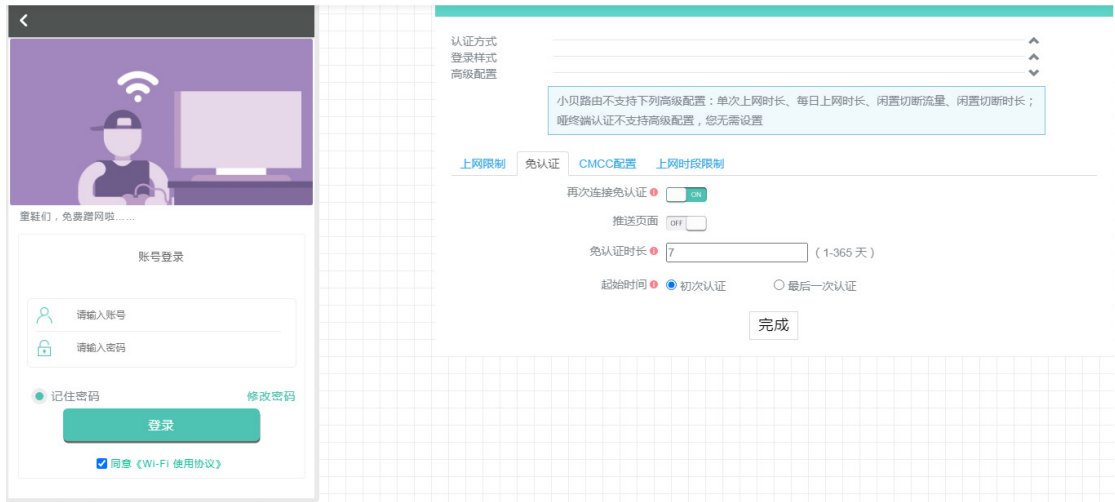 童鞋们，免费蹭网啦……
账号登录
请输入账号
请输入密码
记住密码 修改密码
登录
同意《Wi-Fi 使用协议》
认证方式
登录样式
高级配置
小贝路由不支持下列高级配置：单次上网时长、每日上网时长、闲置切断流量、闲置切断时长；
哑终端认证不支持高级配置，您无需设置
上网限制 免认证 CMCC配置 上网时段限制
再次连接免认证 ON
推送页面 OFF
免认证时长 7 （1-365 天）
起始时间 初次认证 最后一次认证
完成